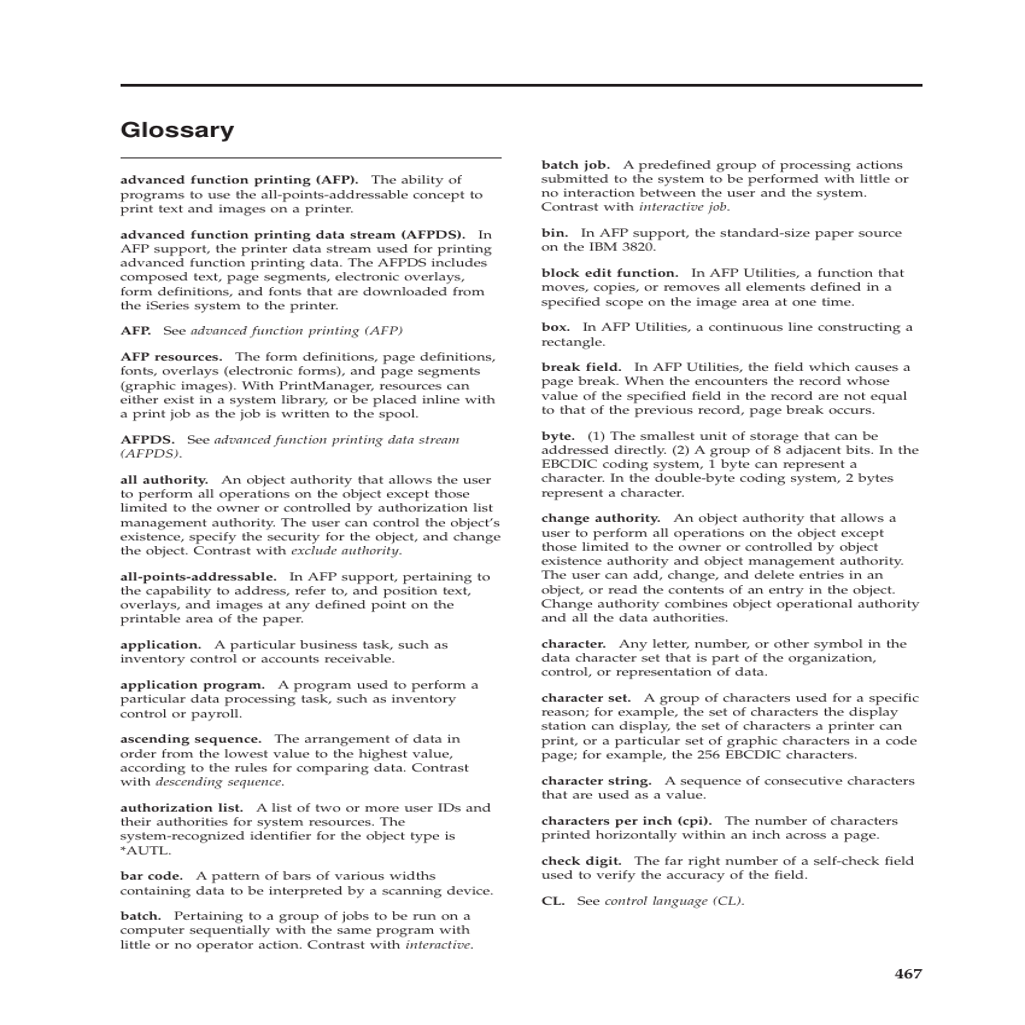 Glossary
advanced function printing (AFP). The ability of
programs to use the all-points-addressable concept to
print text and images on a printer.
advanced function printing data stream (AFPDS). In
AFP support, the printer data stream used for printing
advanced function printing data. The AFPDS includes
composed text, page segments, electronic overlays,
form definitions, and fonts that are downloaded from
the iSeries system to the printer.
AFP. See advanced function printing (AFP)
AFP resources. The form definitions, page definitions,
fonts, overlays (electronic forms), and page segments
(graphic images). With PrintManager, resources can
either exist in a system library, or be placed inline with
a print job as the job is written to the spool.
AFPDS. See advanced function printing data stream
(AFPDS).
all authority. An object authority that allows the user
to perform all operations on the object except those
limited to the owner or controlled by authorization list
management authority. The user can control the object's
existence, specify the security for the object, and change
the object. Contrast with exclude authority.
all-points-addressable. In AFP support, pertaining to
the capability to address, refer to, and position text,
overlays, and images at any defined point on the
printable area of the paper.
application. A particular business task, such as
inventory control or accounts receivable.
application program. A program used to perform a
particular data processing task, such as inventory
control or payroll.
ascending sequence. The arrangement of data in
order from the lowest value to the highest value,
according to the rules for comparing data. Contrast
with descending sequence.
authorization list. A list of two or more user IDs and
their authorities for system resources. The
system-recognized identifier for the object type is
*AUTL.
bar code. A pattern of bars of various widths
containing data to be interpreted by a scanning device.
batch. Pertaining to a group of jobs to be run on a
computer sequentially with the same program with
little or no operator action. Contrast with interactive.
batch job. A predefined group of processing actions
submitted to the system to be performed with little or
no interaction between the user and the system.
Contrast with interactive job.
bin. In AFP support, the standard-size paper source
on the IBM 3820.
block edit function. In AFP Utilities, a function that
moves, copies, or removes all elements defined in a
specified scope on the image area at one time.
box. In AFP Utilities, a continuous line constructing a
rectangle.
break field. In AFP Utilities, the field which causes a
page break. When the encounters the record whose
value of the specified field in the record are not equal
to that of the previous record, page break occurs.
byte. (1) The smallest unit of storage that can be
addressed directly. (2) A group of 8 adjacent bits. In the
EBCDIC coding system, 1 byte can represent a
character. In the double-byte coding system, 2 bytes
represent a character.
change authority. An object authority that allows a
user to perform all operations on the object except
those limited to the owner or controlled by object
existence authority and object management authority.
The user can add, change, and delete entries in an
object, or read the contents of an entry in the object.
Change authority combines object operational authority
and all the data authorities.
character. Any letter, number, or other symbol in the
data character set that is part of the organization,
control, or representation of data.
character set. A group of characters used for a specific
reason; for example, the set of characters the display
station can display, the set of characters a printer can
print, or a particular set of graphic characters in a code
page; for example, the 256 EBCDIC characters.
character string. A sequence of consecutive characters
that are used as a value.
characters per inch (cpi). The number of characters
printed horizontally within an inch across a page.
check digit. The far right number of a self-check field
used to verify the accuracy of the field.
CL. See control language (CL).
467